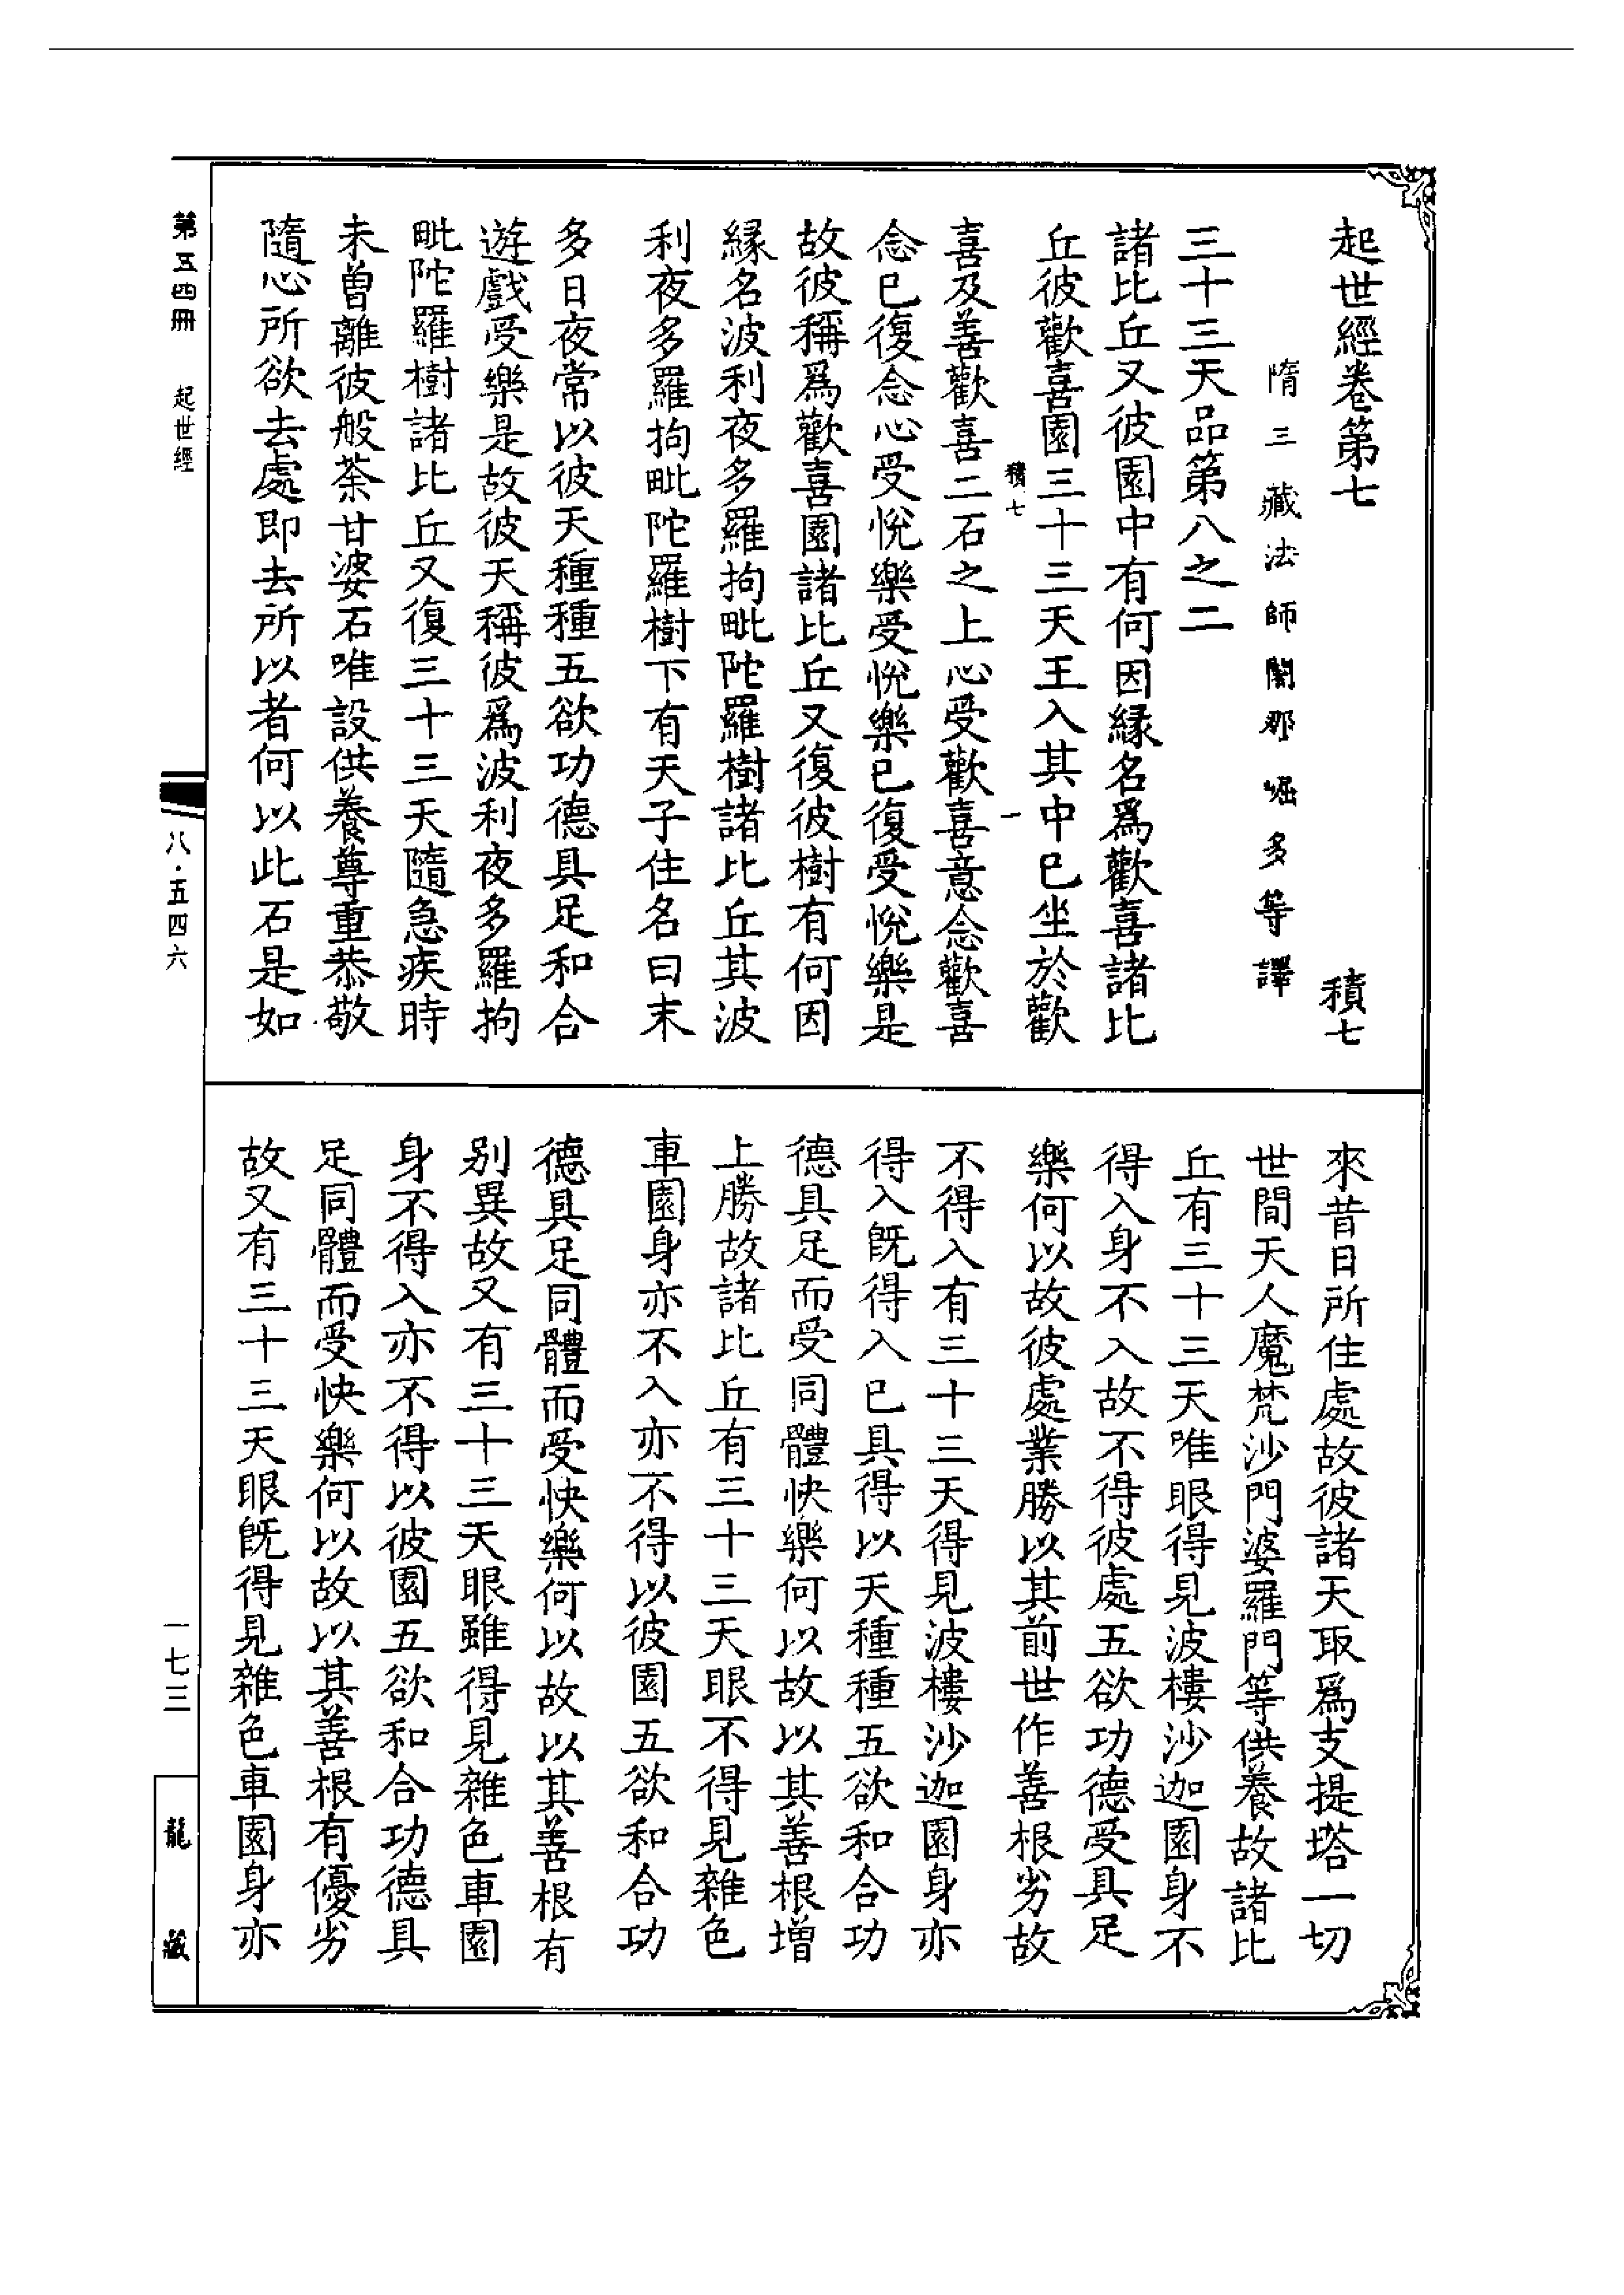 起世經卷第七　積七
隋三藏法師闍那崛多等譯
三十三天品第八之二
諸比丘又彼園中有何因緣名爲歡喜諸比
丘彼歡喜園三十三天王入其中已坐於歡
積七　一
喜及善歡喜二石之上心受歡喜意念歡喜
念已復念心受悅樂受悅樂已復受悅樂是
故彼稱爲歡喜園諸比丘又復彼樹有何因
緣名波利夜多羅拘毗陀羅樹諸比丘其波
利夜多羅拘毗陀羅樹下有天子住名曰末
多日夜常以彼天種種五欲功德具足和合
遊戲受樂是故彼天稱彼爲波利夜多羅拘
毗陀羅樹諸比丘又復三十三天隨急疾時
未曾離彼般荼甘婆石唯設供養尊重恭敬
隨心所欲去處即去所以者何以此石是如
來昔日所住處故彼諸天取爲支提塔一切
世間天人魔梵沙門婆羅門等供養故諸比
丘有三十三天唯眼得見波樓沙迦園身不
得入身不入故不得彼處五欲功德受具足
樂何以故彼處業勝以其前世作善根劣故
不得入有三十三天得見波樓沙迦園身亦
得入既得入已具得以天種種五欲和合功
德具足而受同體快樂何以故以其善根增
上勝故諸比丘有三十三天眼不得見雜色
車園身亦不入亦不得以彼園五欲和合功
德具足同體而受快樂何以故以其善根有
別異故又有三十三天眼雖得見雜色車園
身不得入亦不得以彼園五欲和合功德具
足同體而受快樂何以故以其善根有優劣
故又有三十三天眼既得見雜色車園身亦
第五四冊　起世經
八·五四六
一七三
龍藏